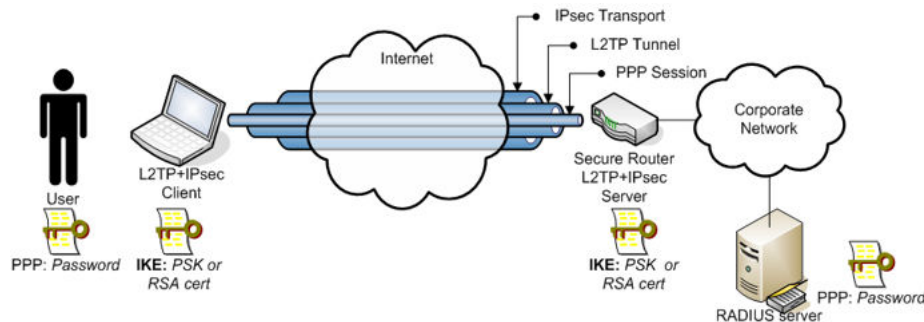 IPsec Transport
L2TP Tunnel
PPP Session
Internet
Corporate
Network
L2TP+IPsec
Client
Secure Router
L2TP+IPsec
Server
User
PPP: Password
IKE: PSK or
RSA cert
IKE: PSK or
RSA cert
RADIUS server
PPP: Password